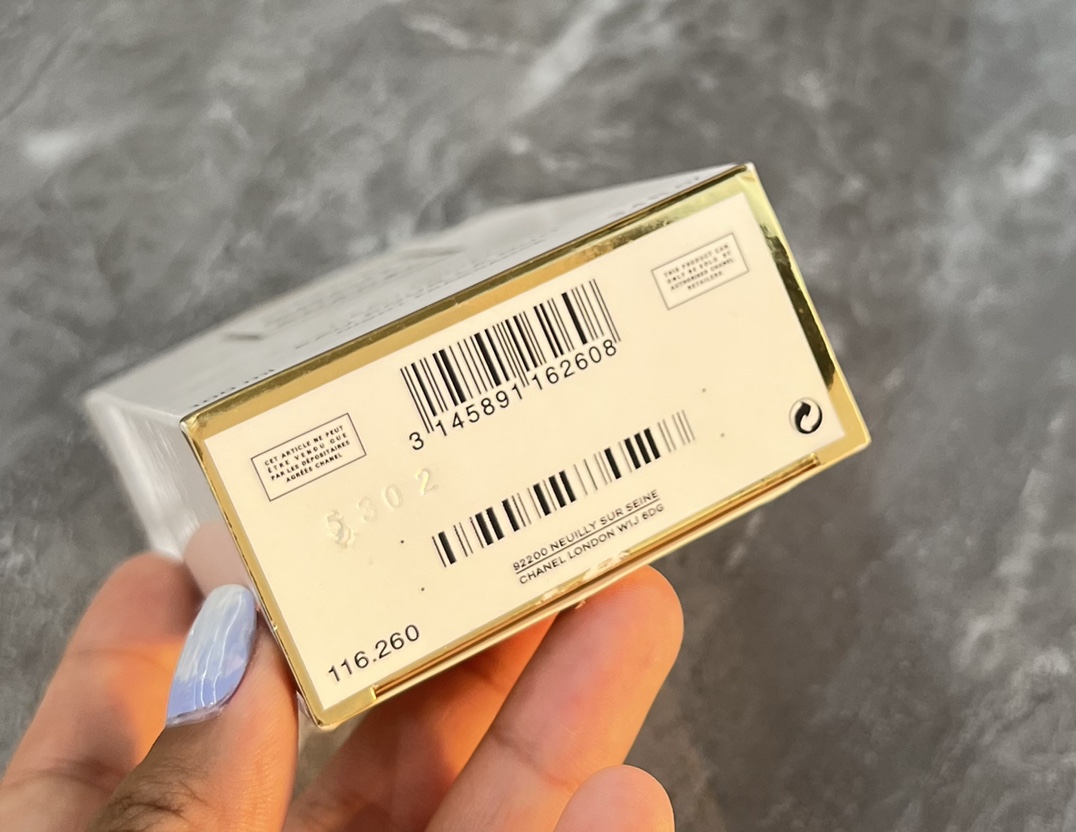 THIS PRODUCT CAN
ONLY BE SOLD BY
AUTHORISED CHANEL
RETAILERS
3 145891 162608
CET ARTICLE NE PEUT
ÊTRE VENDU QUE
PAR LES DÉPOSITAIRES
AGRÉÉS CHANEL
5302
92200 NEUILLY SUR SEINE
CHANEL LONDON W1J 6DG
116.260